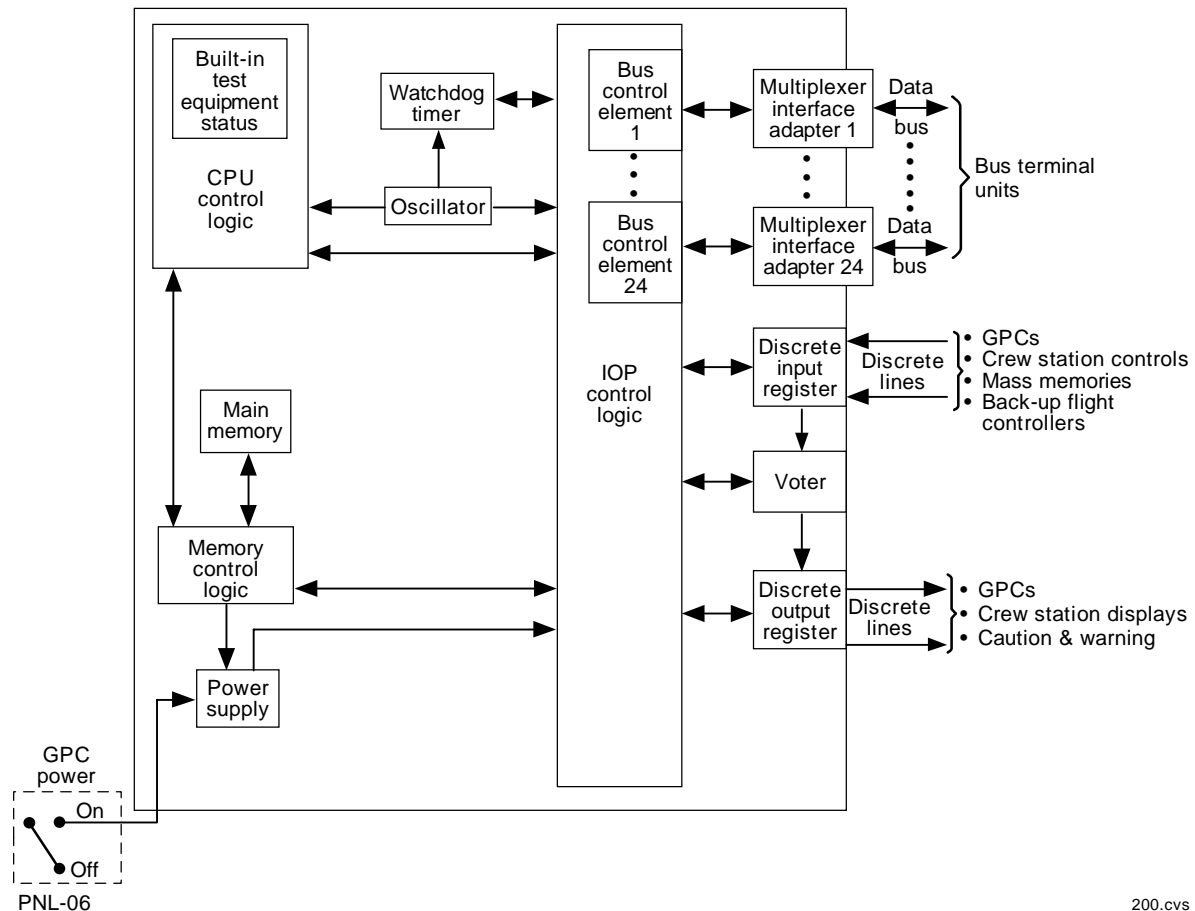 Built-in
test
equipment
status
CPU
control
logic
Watchdog
timer
Oscillator
Bus
control
element
1
Bus
control
element
24
Multiplexer
interface
adapter 1
Multiplexer
interface
adapter 24
Data
bus
Data
bus
Bus terminal
units
IOP
control
logic
Discrete
input
register
Discrete
lines
• GPCs
• Crew station controls
• Mass memories
• Back-up flight
controllers
Main
memory
Voter
Memory
control
logic
Discrete
output
register
Discrete
lines
• GPCs
• Crew station displays
• Caution & warning
Power
supply
GPC
power
On
Off
PNL-06
200.cvs